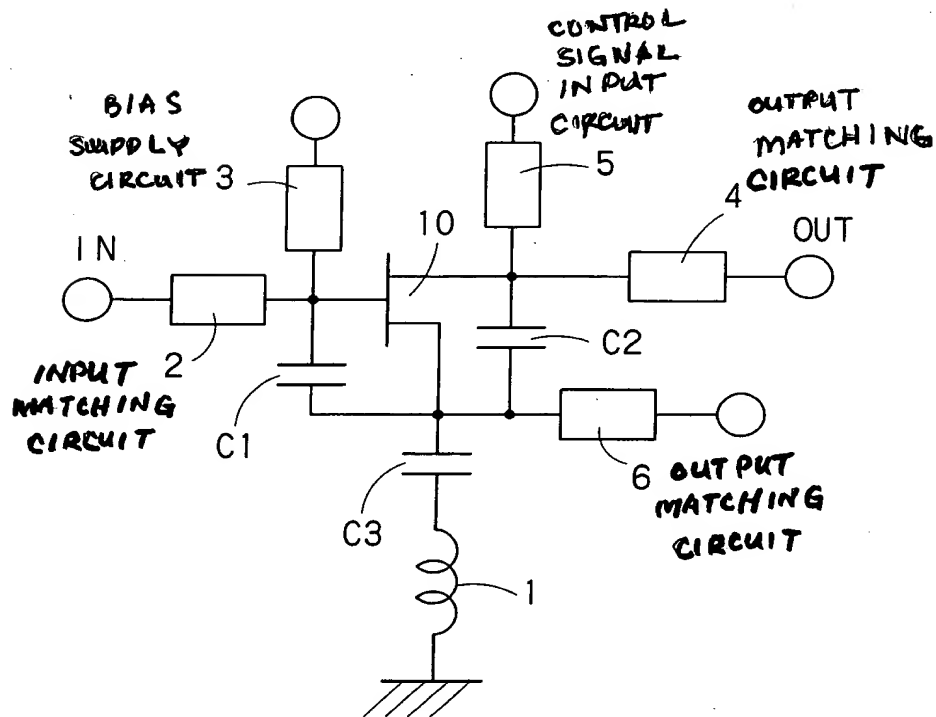 CONTROL
SIGNAL
INPUT
CIRCUIT
5
BIAS
SUPPLY
CIRCUIT 3
OUTPUT
MATCHING
CIRCUIT
4
IN
10
OUT
2
INPUT
MATCHING
CIRCUIT
C1
C2
C3
6 OUTPUT
MATCHING
CIRCUIT
1